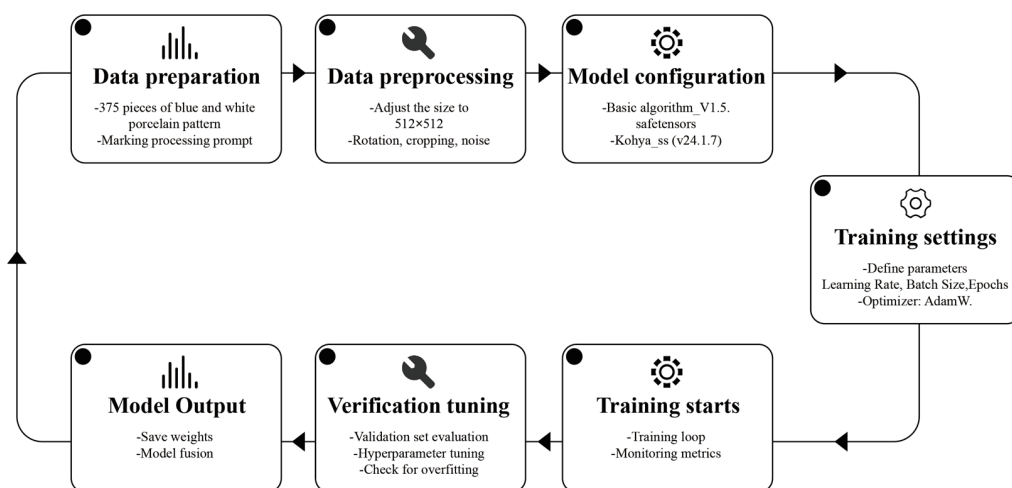 Data preparation
-375 pieces of blue and white
porcelain pattern
-Marking processing prompt
Data preprocessing
-Adjust the size to
512×512
-Rotation, cropping, noise
Model configuration
-Basic algorithm_V1.5.
safetensors
-Kohya_ss (v24.1.7)
Training settings
-Define parameters
Learning Rate, Batch Size,Epochs
-Optimizer: AdamW.
Training starts
-Training loop
-Monitoring metrics
Verification tuning
-Validation set evaluation
-Hyperparameter tuning
-Check for overfitting
Model Output
-Save weights
-Model fusion